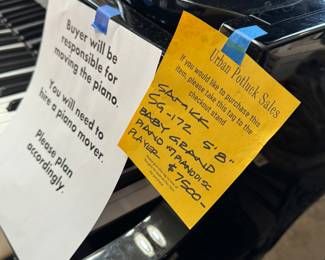 Buyer will be
responsible for
moving the piano.
You will need to
hire a piano mover.
Please plan
accordingly.
Urban Potluck Sales
If you would like to purchase this
item, please take this tag to the
checkout stand
SAMICK
SG-172 5'8"
BABY GRAND
PIANO W/PIANODISC
PLAYER
$7500-